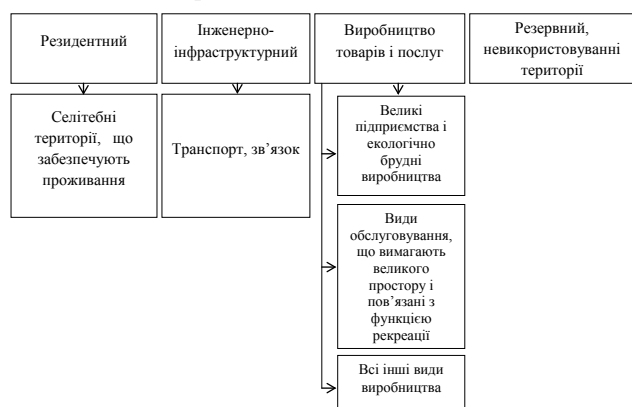 Резидентний
Інженерно-
інфраструктурний
Виробництво
товарів і послуг
Резервний,
невикористовуванні
території
Селітебні
території, що
забезпечують
проживання
Транспорт, зв’язок
Великі
підприємства і
екологічно
брудні
виробництва
Види
обслуговування,
що вимагають
великого
простору і
пов’язані з
функцією
рекреації
Всі інші види
виробництва